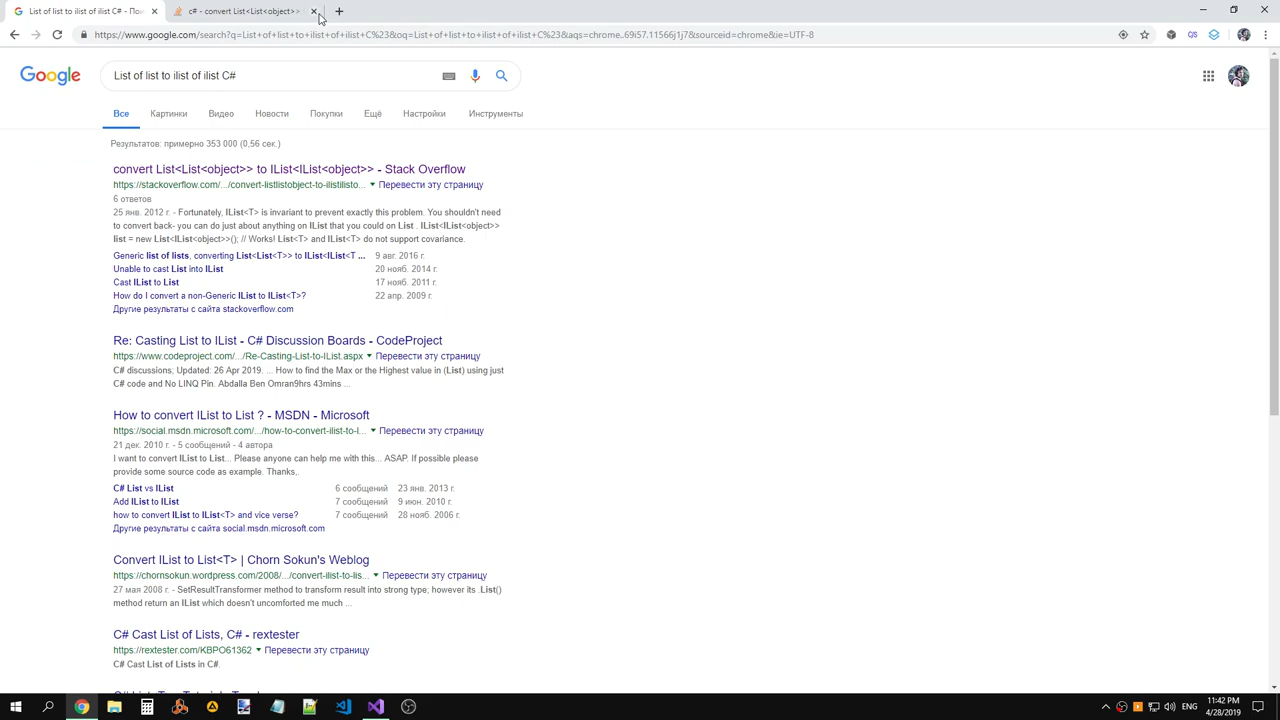 List of list to ilist of ilist C# - Пои
c# - convert List<List<object>>
https://www.google.com/search?q=List+of+list+to+ilist+of+ilist+C%23&oq=List+of+list+to+ilist+of+ilist+C%23&aqs=chrome..69i57.11566j1j7&sourceid=chrome&ie=UTF-8
Google
List of list to ilist of ilist C#
Все Картинки Видео Новости Покупки Ещё Настройки Инструменты
Результатов: примерно 353 000 (0,56 сек.)
convert List<List<object>> to IList<IList<object>> - Stack Overflow
https://stackoverflow.com/.../convert-listlistobject-to-ilistilisto... Перевести эту страницу
6 ответов
25 янв. 2012 г. - Fortunately, IList<T> is invariant to prevent exactly this problem. You shouldn't need
to convert back- you can do just about anything on IList that you could on List . IList<IList<object>>
list = new List<IList<object>>(); // Works! List<T> and IList<T> do not support covariance.
Generic list of lists, converting List<List<T>> to IList<IList<T ... 9 авг. 2016 г.
Unable to cast List into IList 20 нояб. 2014 г.
Cast IList to List 17 нояб. 2011 г.
How do I convert a non-Generic IList to IList<T>? 22 апр. 2009 г.
Другие результаты с сайта stackoverflow.com
Re: Casting List to IList - C# Discussion Boards - CodeProject
https://www.codeproject.com/.../Re-Casting-List-to-IList.aspx Перевести эту страницу
C# discussions; Updated: 26 Apr 2019. ... How to find the Max or the Highest value in (List) using just
C# code and No LINQ Pin. Abdalla Ben Omran9hrs 43mins ...
How to convert IList to List ? - MSDN - Microsoft
https://social.msdn.microsoft.com/.../how-to-convert-ilist-to-l... Перевести эту страницу
21 дек. 2010 г. - 5 сообщений - 4 автора
I want to convert IList to List... Please anyone can help me with this... ASAP. If possible please
provide some source code as example. Thanks,.
C# List vs IList 6 сообщений 23 янв. 2013 г.
Add IList to IList 7 сообщений 9 июн. 2010 г.
how to convert IList to IList<T> and vice verse? 7 сообщений 28 нояб. 2006 г.
Другие результаты с сайта social.msdn.microsoft.com
Convert IList to List<T> | Chorn Sokun's Weblog
https://chornsokun.wordpress.com/2008/.../convert-ilist-to-lis... Перевести эту страницу
27 мая 2008 г. - SetResultTransformer method to transform result into strong type; however its .List()
method return an IList which doesn't uncomforted me much ...
C# Cast List of Lists, C# - rextester
https://rextester.com/KBPO61362 Перевести эту страницу
C# Cast List of Lists in C#.
ENG
11:42 PM
4/28/2019